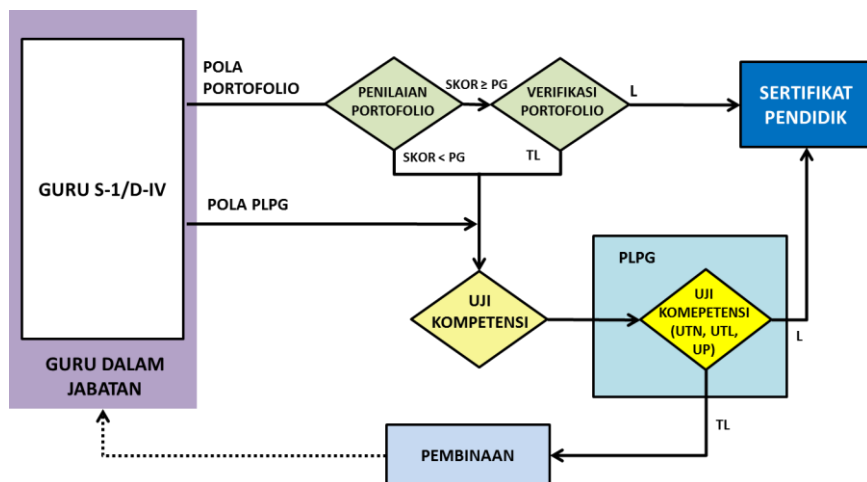 POLA
PORTOFOLIO
PENILAIAN
PORTOFOLIO
SKOR ≥ PG
VERIFIKASI
PORTOFOLIO
L
SERTIFIKAT
PENDIDIK
SKOR < PG
TL
GURU S-1/D-IV
POLA PLPG
PLPG
UJI
KOMPETENSI
UJI
KOMEPETENSI
(UTN, UTL,
UP)
L
GURU DALAM
JABATAN
TL
PEMBINAAN